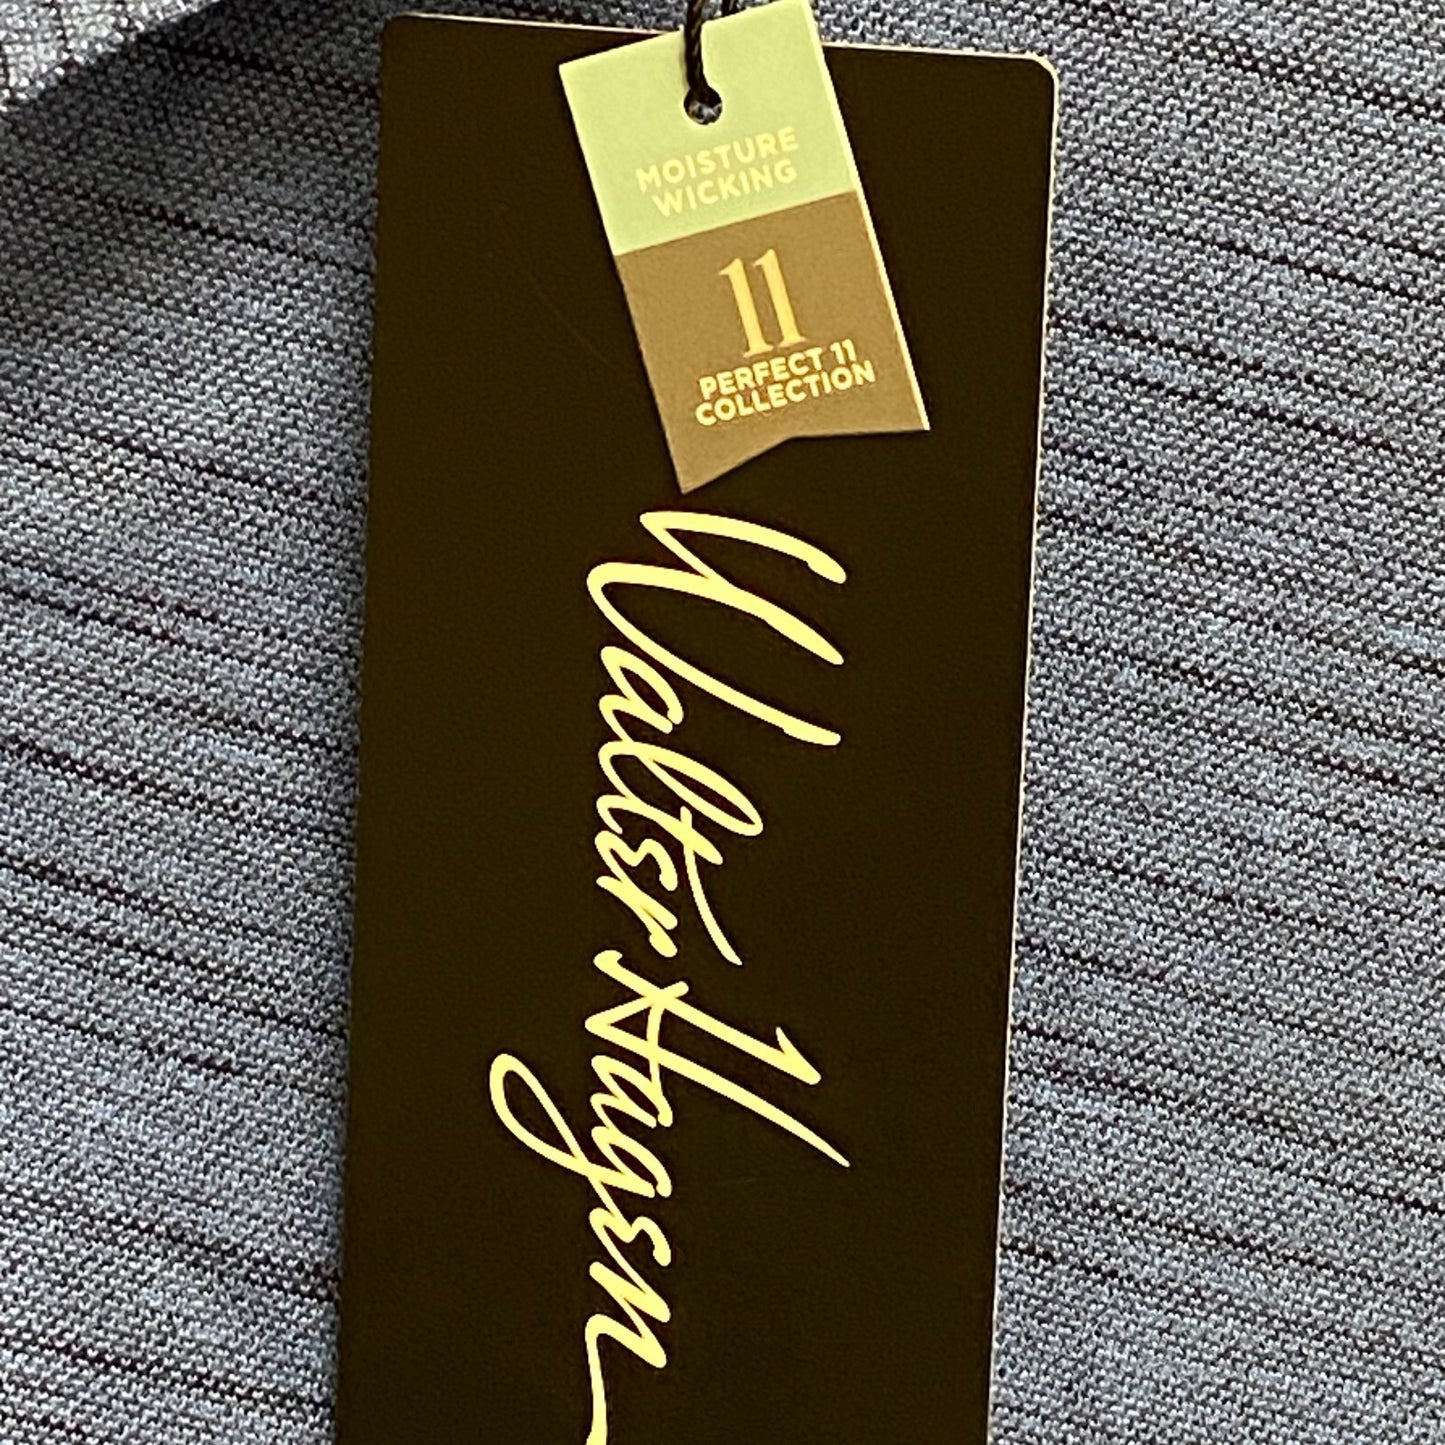 MOISTURE
WICKING
11
PERFECT 11
COLLECTION
Walter Hagen